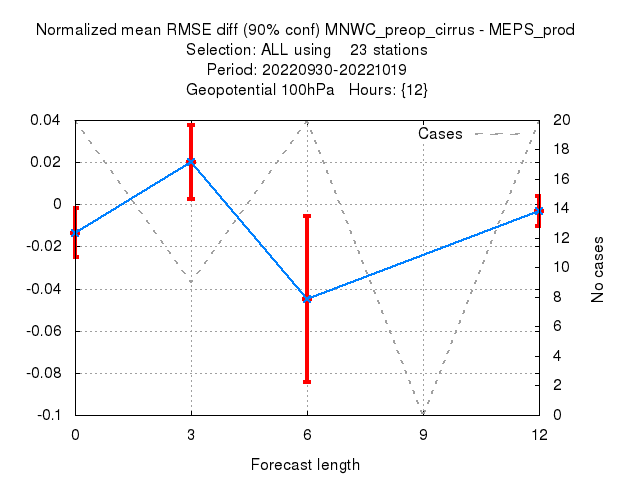 Normalized mean RMSE diff (90% conf) MNWC_preop_cirrus - MEPS_prod
Selection: ALL using 23 stations
Period: 20220930-20221019
Geopotential 100hPa Hours: {12}
Cases
0.04
0.02
0
-0.02
-0.04
-0.06
-0.08
-0.1
20
18
16
14
12
10
8
6
4
2
0
No cases
0 3 6 9 12
Forecast length